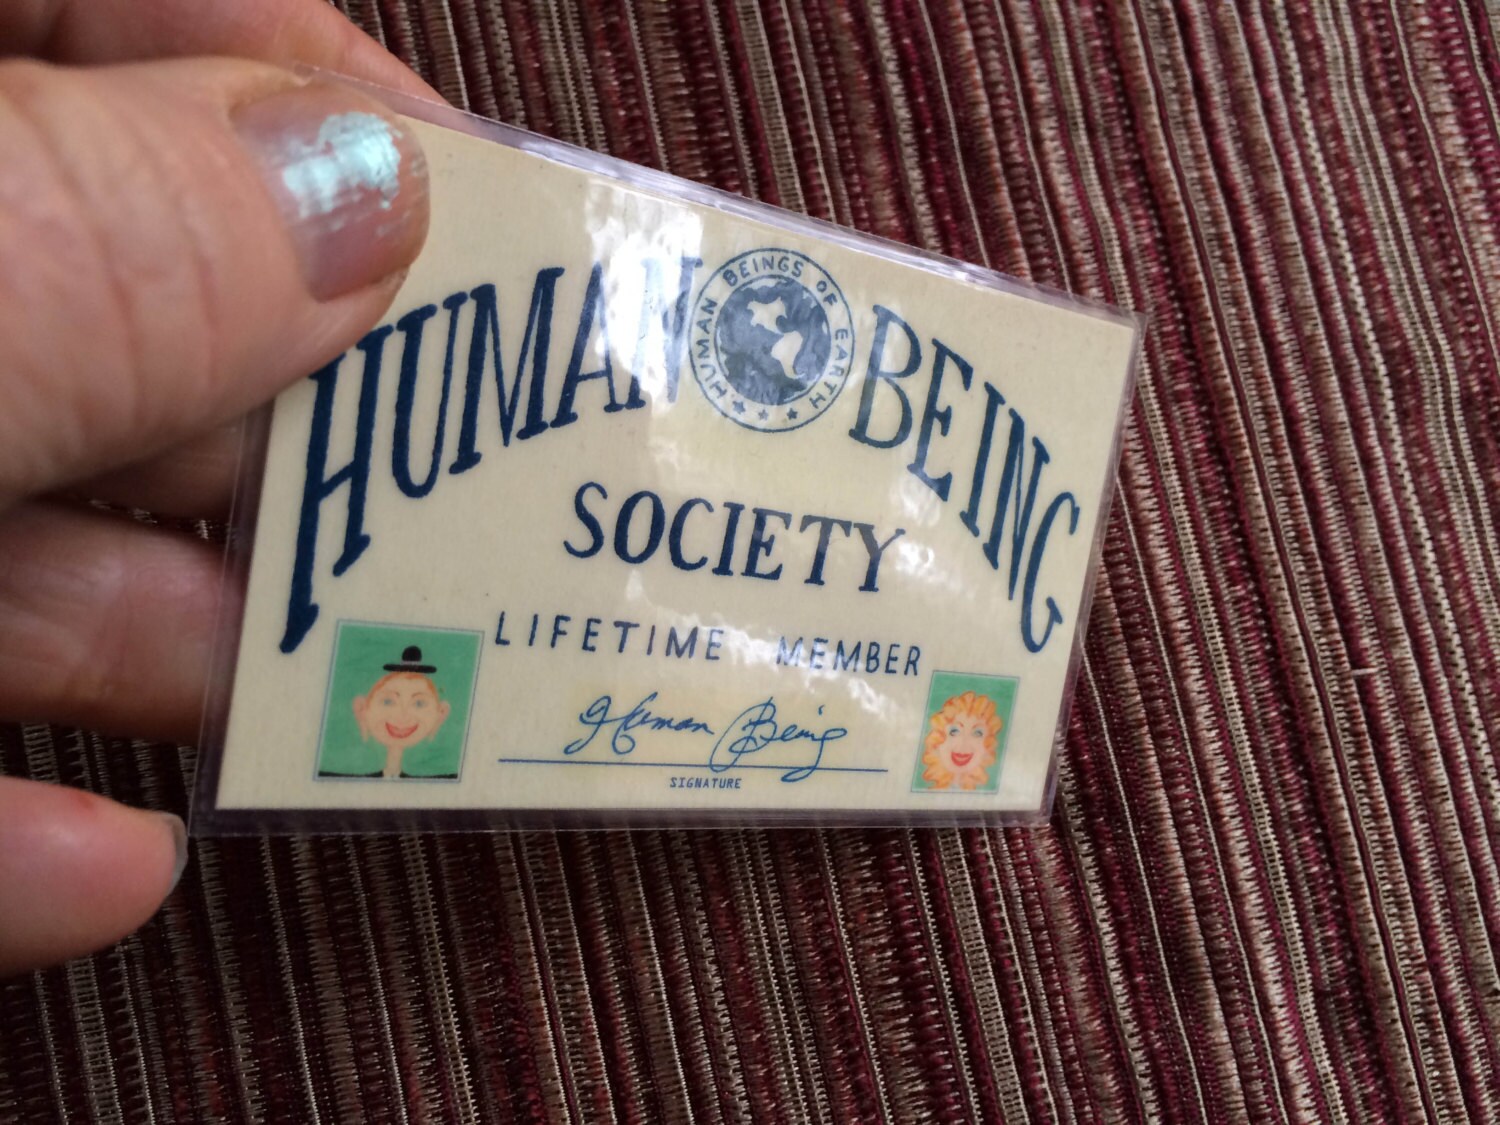 HUMAN BEING
HUMAN BEINGS OF EARTH
SOCIETY
LIFETIME MEMBER
Human Being
SIGNATURE